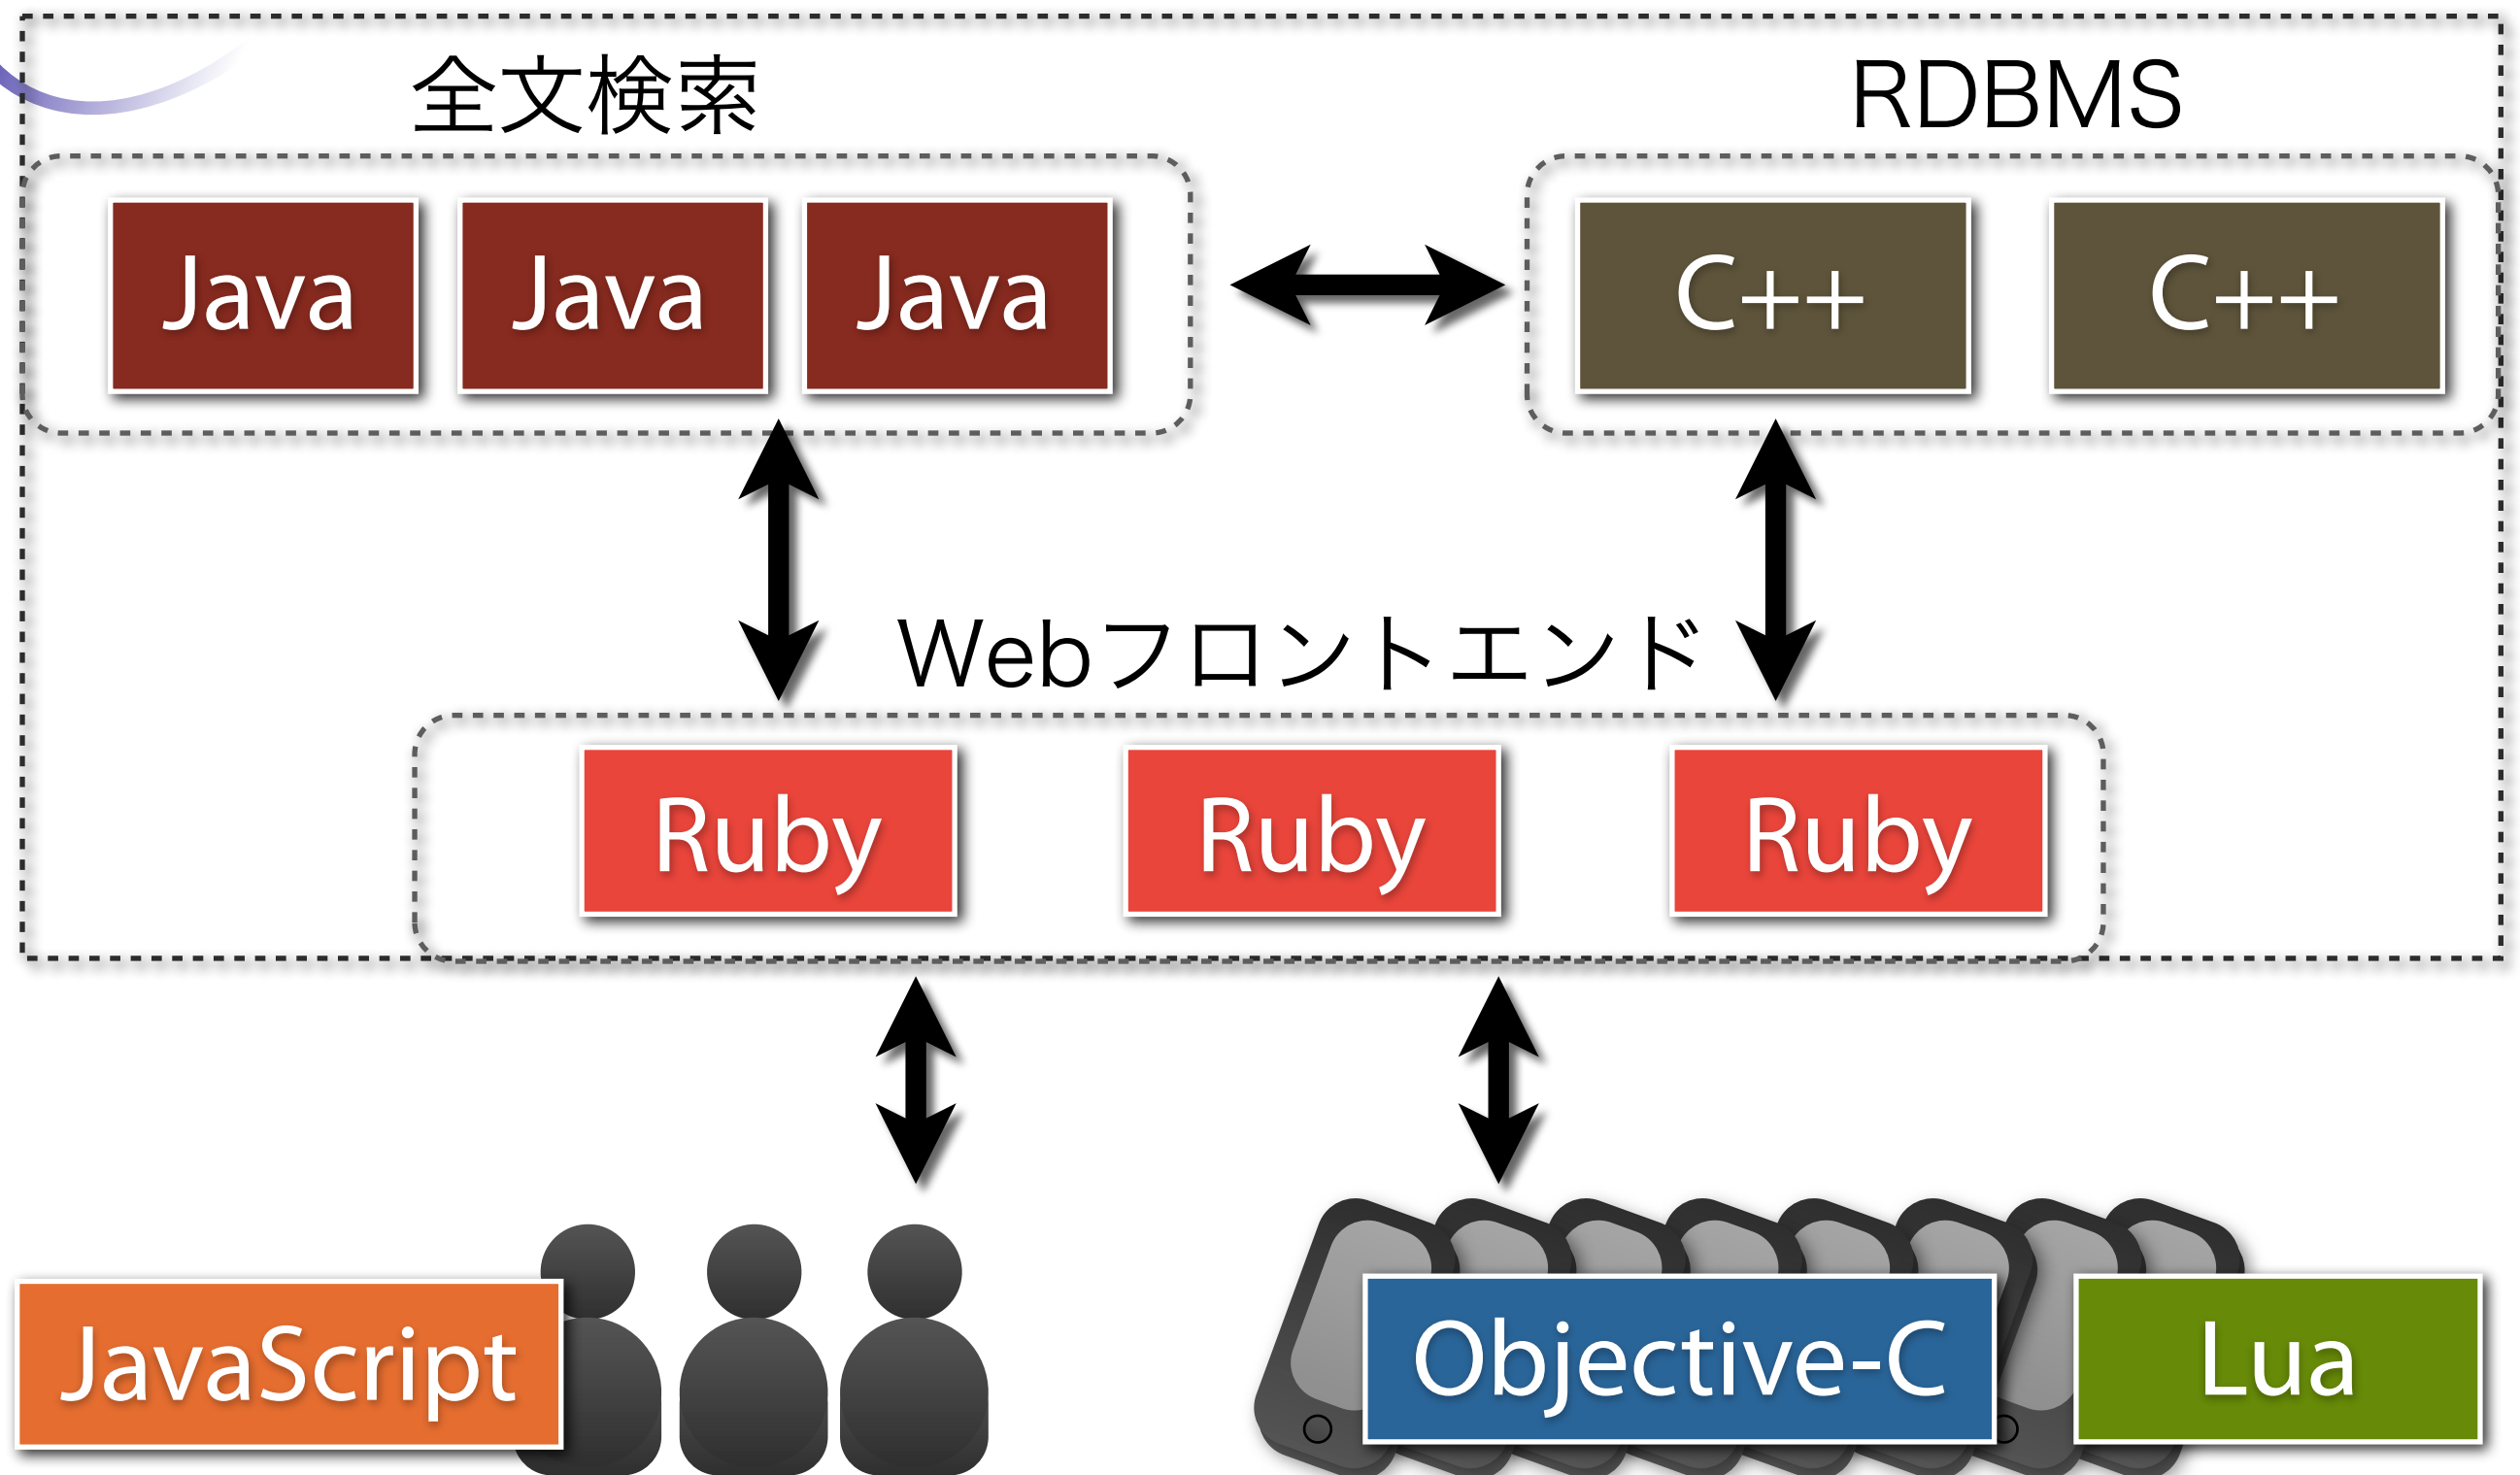 全文検索
RDBMS
Java
Java
Java
C++
C++
Webフロントエンド
Ruby
Ruby
Ruby
JavaScript
Objective-C
Lua